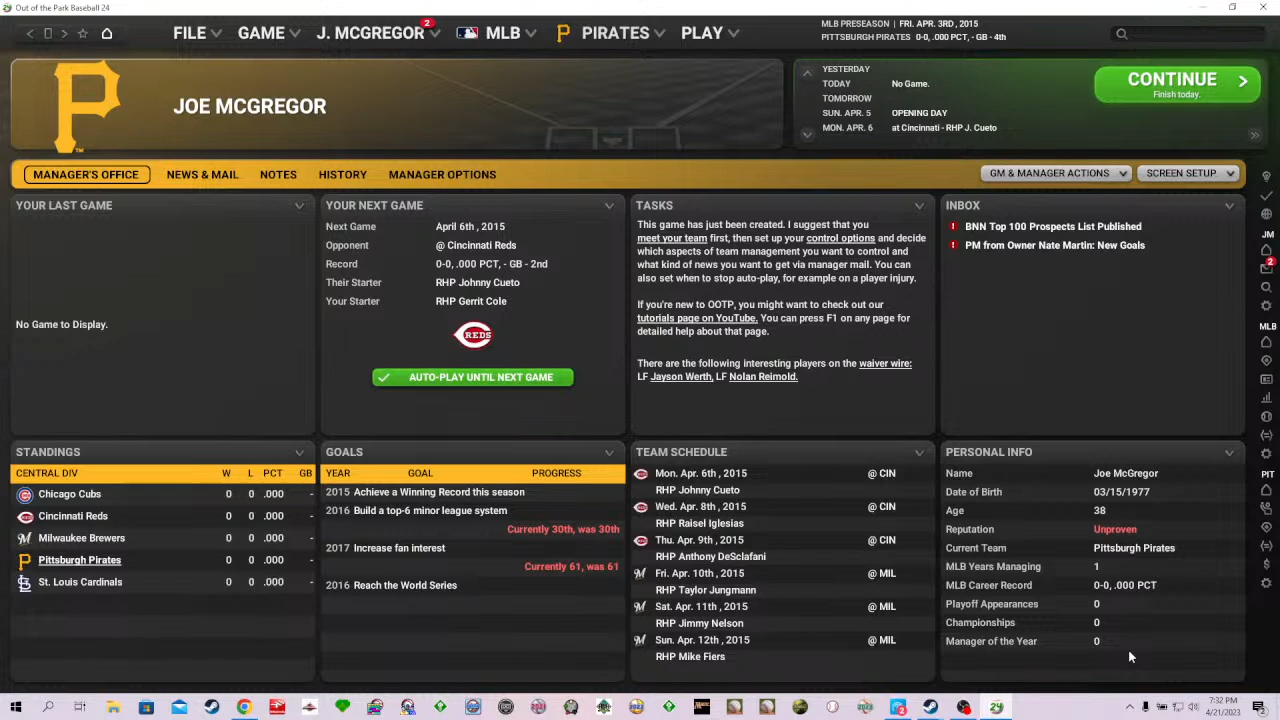 Out of the Park Baseball 24
FILE
GAME
J. MCGREGOR
2
MLB
PIRATES
PLAY
MLB PRESEASON | FRI. APR. 3RD, 2015
PITTSBURGH PIRATES 0-0, .000 PCT, - GB - 4th
P
JOE MCGREGOR
YESTERDAY
TODAY No Game.
TOMORROW
SUN. APR. 5 OPENING DAY
MON. APR. 6 at Cincinnati - RHP J. Cueto
CONTINUE
Finish today.
MANAGER'S OFFICE
NEWS & MAIL
NOTES
HISTORY
MANAGER OPTIONS
GM & MANAGER ACTIONS
SCREEN SETUP
YOUR LAST GAME
No Game to Display.
YOUR NEXT GAME
Next Game April 6th , 2015
Opponent @ Cincinnati Reds
Record 0-0, .000 PCT, - GB - 2nd
Their Starter RHP Johnny Cueto
Your Starter RHP Gerrit Cole
REDS
AUTO-PLAY UNTIL NEXT GAME
TASKS
This game has just been created. I suggest that you
meet your team first, then set up your control options and decide
which aspects of team management you want to control and
what kind of news you want to get via manager mail. You can
also set when to stop auto-play, for example on a player injury.
If you're new to OOTP, you might want to check out our
tutorials page on YouTube. You can press F1 on any page for
detailed help about that page.
There are the following interesting players on the waiver wire:
LF Jayson Werth, LF Nolan Reimold.
INBOX
BNN Top 100 Prospects List Published
PM from Owner Nate Martin: New Goals
STANDINGS
CENTRAL DIV W L PCT GB
Chicago Cubs 0 0 .000 -
Cincinnati Reds 0 0 .000 -
Milwaukee Brewers 0 0 .000 -
Pittsburgh Pirates 0 0 .000 -
St. Louis Cardinals 0 0 .000 -
GOALS
YEAR GOAL PROGRESS
2015 Achieve a Winning Record this season
2016 Build a top-6 minor league system
Currently 30th, was 30th
2017 Increase fan interest
Currently 61, was 61
2016 Reach the World Series
TEAM SCHEDULE
Mon. Apr. 6th , 2015 @ CIN
RHP Johnny Cueto
Wed. Apr. 8th , 2015 @ CIN
RHP Raisel Iglesias
Thu. Apr. 9th , 2015 @ CIN
RHP Anthony DeSclafani
Fri. Apr. 10th , 2015 @ MIL
RHP Taylor Jungmann
Sat. Apr. 11th , 2015 @ MIL
RHP Jimmy Nelson
Sun. Apr. 12th , 2015 @ MIL
RHP Mike Fiers
PERSONAL INFO
Name Joe McGregor
Date of Birth 03/15/1977
Age 38
Reputation Unproven
Current Team Pittsburgh Pirates
MLB Years Managing 1
MLB Career Record 0-0, .000 PCT
Playoff Appearances 0
Championships 0
Manager of the Year 0
JM
2
MLB
PIT
7:32 PM
4/21/2023